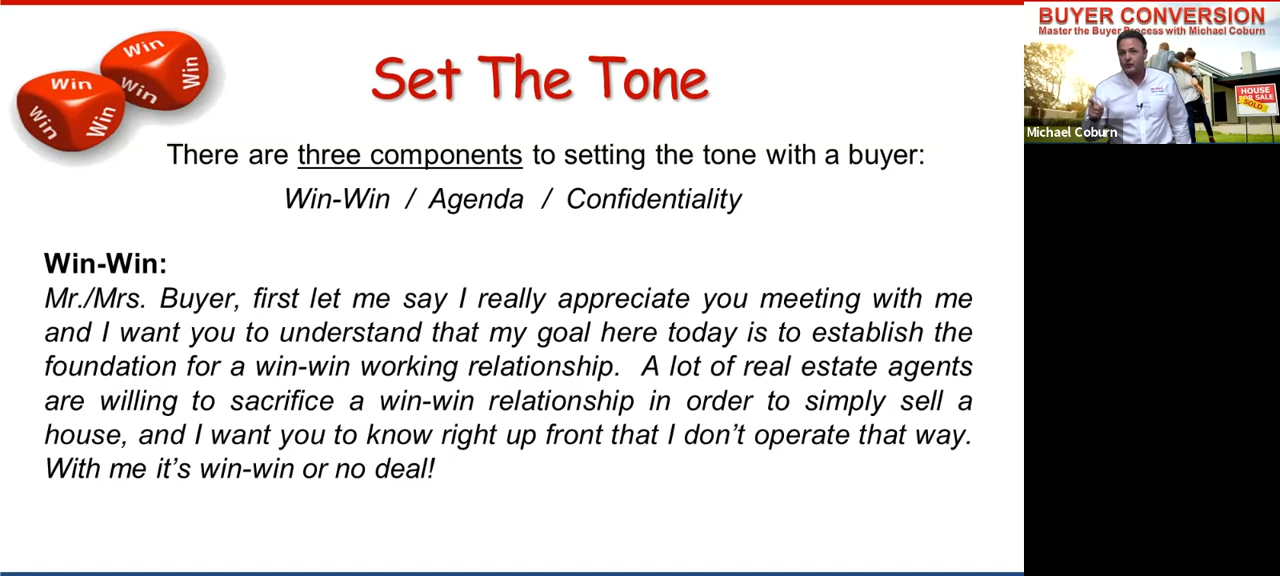 Win
Win
Win
Win
Win
Win
Set The Tone
There are three components to setting the tone with a buyer:
Win-Win / Agenda / Confidentiality
Win-Win:
Mr./Mrs. Buyer, first let me say I really appreciate you meeting with me
and I want you to understand that my goal here today is to establish the
foundation for a win-win working relationship. A lot of real estate agents
are willing to sacrifice a win-win relationship in order to simply sell a
house, and I want you to know right up front that I don't operate that way.
With me it's win-win or no deal!
BUYER CONVERSION
Master the Buyer Process with Michael Coburn
HOUSE
FOR SALE
SOLD
Michael Coburn